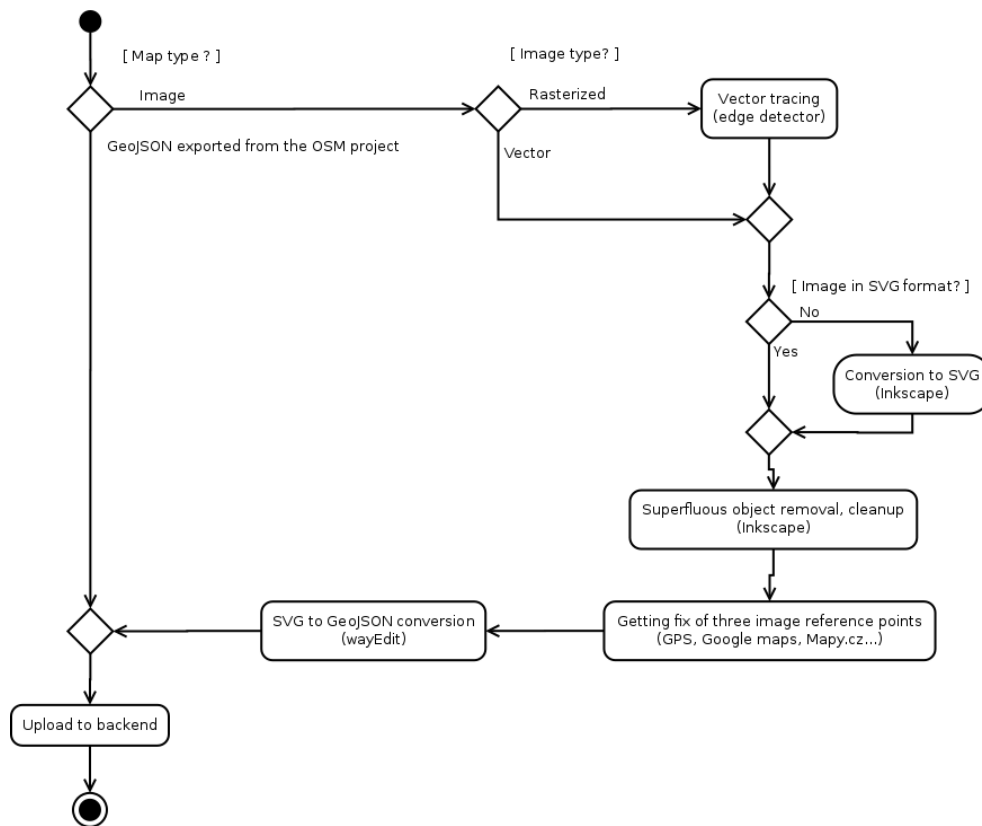 [ Map type ? ]
[ Image type? ]
Image
Rasterized
Vector tracing
(edge detector)
GeoJSON exported from the OSM project
Vector
[ Image in SVG format? ]
No
Yes
Conversion to SVG
(Inkscape)
Superfluous object removal, cleanup
(Inkscape)
Getting fix of three image reference points
(GPS, Google maps, Mapy.cz...)
SVG to GeoJSON conversion
(wayEdit)
Upload to backend